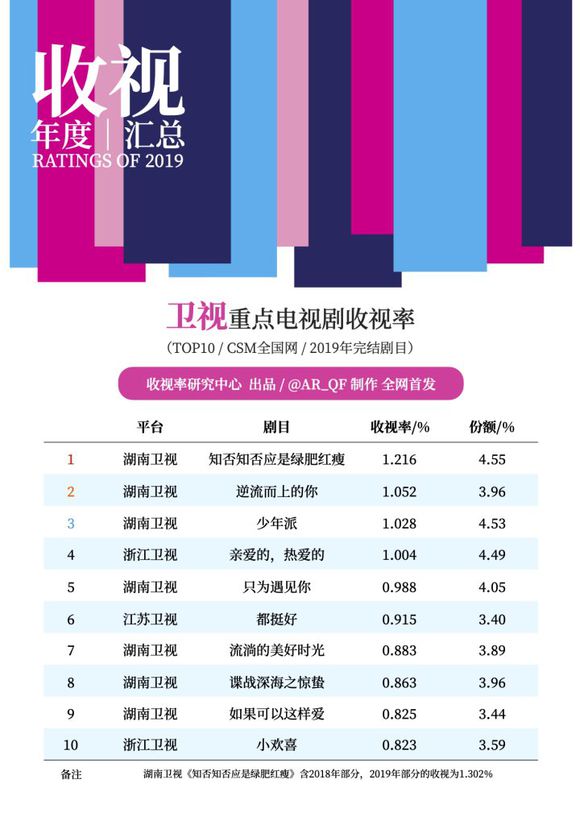 收视
年度｜汇总
RATINGS OF 2019
卫视重点电视剧收视率
（TOP10 / CSM全国网 / 2019年完结剧目）
收视率研究中心 出品 / @AR_QF 制作 全网首发
平台 剧目 收视率/% 份额/%
1 湖南卫视 知否知否应是绿肥红瘦 1.216 4.55
2 湖南卫视 逆流而上的你 1.052 3.96
3 湖南卫视 少年派 1.028 4.53
4 浙江卫视 亲爱的，热爱的 1.004 4.49
5 湖南卫视 只为遇见你 0.988 4.05
6 江苏卫视 都挺好 0.915 3.40
7 湖南卫视 流淌的美好时光 0.883 3.89
8 湖南卫视 谍战深海之惊蛰 0.863 3.96
9 湖南卫视 如果可以这样爱 0.825 3.44
10 浙江卫视 小欢喜 0.823 3.59
备注 湖南卫视《知否知否应是绿肥红瘦》含2018年部分，2019年部分的收视为1.302%